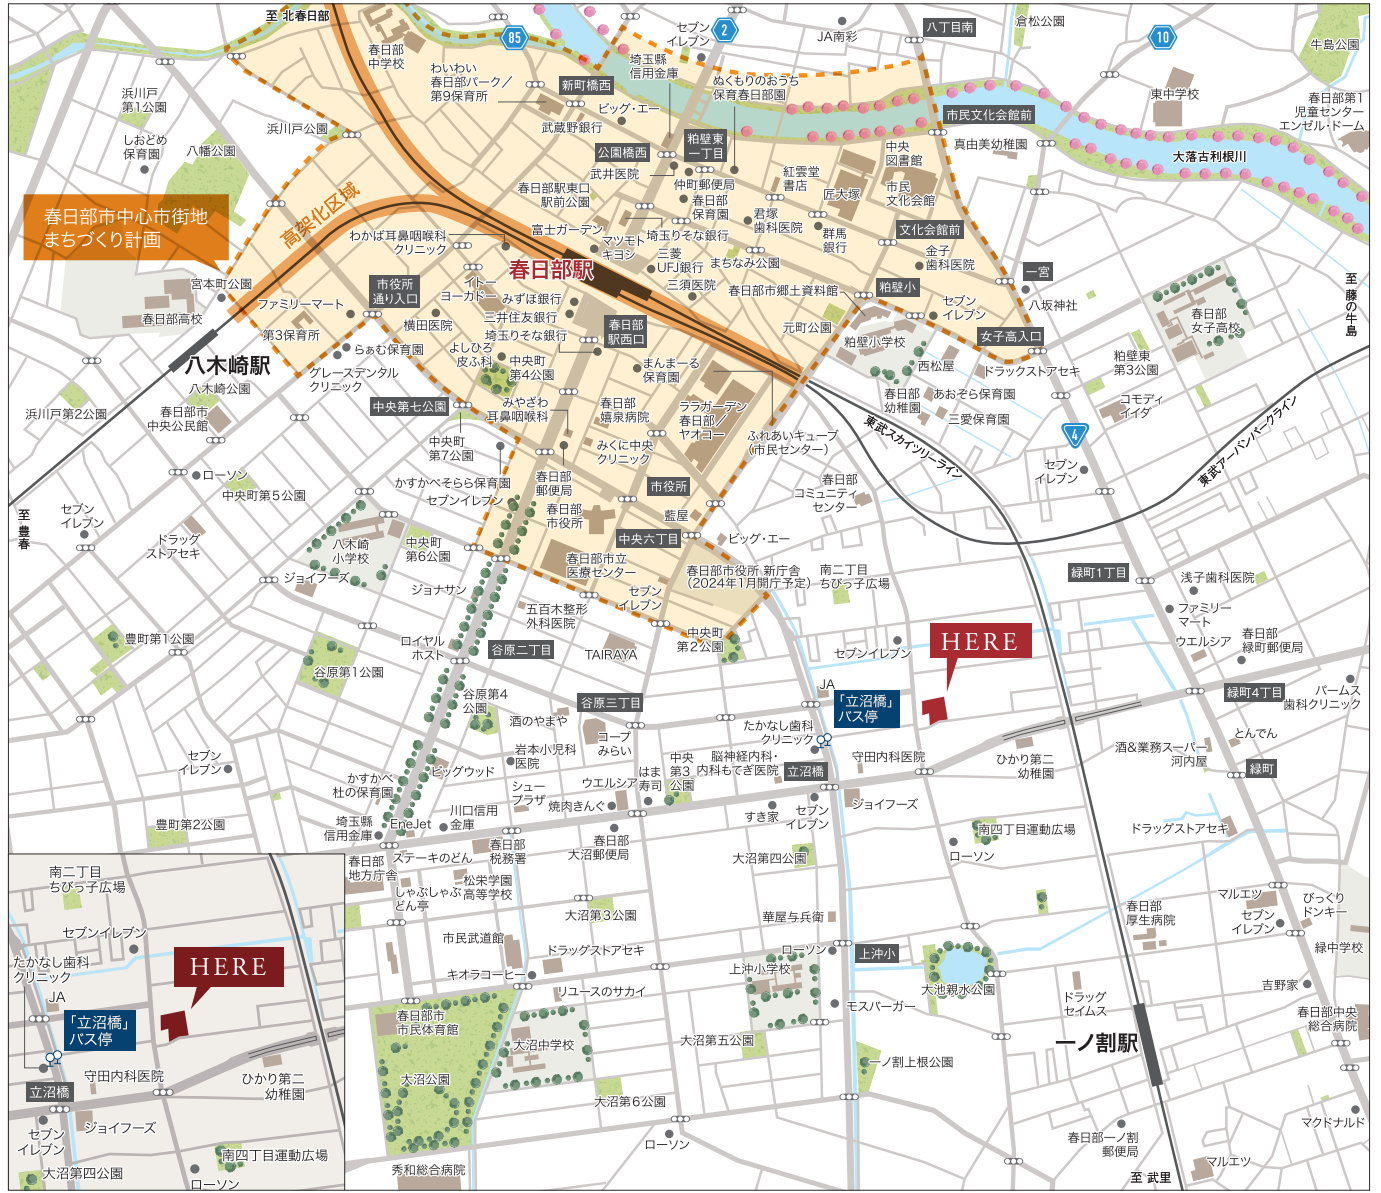 至 北春日部
春日部
中学校
わいわい
春日部パーク／
第9保育所
85
新町橋西
ビッグ・エー
武蔵野銀行
埼玉縣
信用金庫
セブン
イレブン
2
JA南彩
八丁目南
倉松公園
10
牛島公園
東中学校
春日部第1
児童センター
エンゼル・ドーム
大落古利根川
市民文化会館前
真由美幼稚園
ぬくもりのおうち
保育春日部園
浜川戸
第1公園
しおどめ
保育園
八幡公園
浜川戸公園
公園橋西
武井医院
粕壁東
一丁目
仲町郵便局
春日部
保育園
紅雲堂
書店
匠大塚
中央
図書館
市民
文化会館
文化会館前
君塚
歯科医院
群馬
銀行
金子
歯科医院
粕壁小
セブン
イレブン
一宮
八坂神社
女子高入口
春日部
女子高校
至 藤の牛島
春日部市中心市街地
まちづくり計画
高架化区域
春日部駅東口
駅前公園
富士ガーデン
マツモト
キヨシ
埼玉りそな銀行
三菱
UFJ銀行
まちなみ公園
三須医院
春日部市郷土資料館
わかば耳鼻咽喉科
クリニック
春日部駅
イトー
ヨーカドー
みずほ銀行
三井住友銀行
埼玉りそな銀行
春日部
駅西口
市役所
通り入口
横田医院
宮本町公園
春日部高校
ファミリーマート
第3保育所
らぁむ保育園
グレースデンタル
クリニック
八木崎駅
八木崎公園
春日部市
中央公民館
浜川戸第2公園
よしひろ
皮ふ科
中央町
第4公園
まんまーる
保育園
元町公園
粕壁小学校
西松屋
ドラッグストアセキ
春日部
幼稚園
あおぞら保育園
三愛保育園
粕壁東
第3公園
コモディ
イイダ
4
セブン
イレブン
東武スカイツリーライン
東武アーバンパークライン
中央第七公園
みやざわ
耳鼻咽喉科
春日部
嬉泉病院
ララガーデン
春日部／
ヤオコー
ふれあいキューブ
（市民センター）
みくに中央
クリニック
中央町
第7公園
かすかべそらら保育園
セブンイレブン
春日部
郵便局
市役所
春日部
市役所
藍屋
中央六丁目
ビッグ・エー
春日部
コミュニティ
センター
至 豊春
セブン
イレブン
ローソン
中央町第5公園
ドラッグ
ストアセキ
八木崎
小学校
中央町
第6公園
ジョイフーズ
ジョナサン
春日部市立
医療センター
春日部市役所 新庁舎
（2024年1月開庁予定）
南二丁目
ちびっ子広場
セブン
イレブン
五百木整形
外科医院
中央町
第2公園
TAIRAYA
谷原二丁目
ロイヤル
ホスト
豊町第1公園
谷原第1公園
緑町1丁目
浅子歯科医院
ファミリー
マート
ウエルシア
春日部
緑町郵便局
緑町4丁目
パームス
歯科クリニック
とんでん
緑町
酒&業務スーパー
河内屋
セブンイレブン
HERE
JA
「立沼橋」
バス停
たかなし歯科
クリニック
谷原三丁目
谷原第4
公園
酒のやまや
コープ
みらい
岩本小児科
医院
ビッグウッド
シュー
プラザ
ウエルシア
はま
寿司
中央
第3
公園
脳神経内科・
内科もてぎ医院
立沼橋
守田内科医院
ひかり第二
幼稚園
ジョイフーズ
セブン
イレブン
すき家
焼肉きんぐ
セブン
イレブン
かすかべ
杜の保育園
豊町第2公園
埼玉縣
信用金庫
EneJet
川口信用
金庫
春日部
大沼郵便局
南四丁目運動広場
ローソン
ドラッグストアセキ
大沼第四公園
春日部
地方庁舎
ステーキのどん
春日部
税務署
しゃぶしゃぶ
どん亭
松栄学園
高等学校
大沼第3公園
市民武道館
ドラッグストアセキ
キオラコーヒー
リユースのサカイ
華屋与兵衛
ローソン
上沖小
上沖小学校
大池親水公園
モスバーガー
春日部
厚生病院
マルエツ
セブン
イレブン
びっくり
ドンキー
緑中学校
吉野家
ドラッグ
セイムス
春日部中央
総合病院
一ノ割駅
一ノ割上根公園
大沼第五公園
春日部市
市民体育館
大沼中学校
大沼公園
大沼第6公園
ローソン
秀和総合病院
春日部一ノ割
郵便局
至 武里
マルエツ
マクドナルド
南二丁目
ちびっ子広場
セブンイレブン
たかなし歯科
クリニック
HERE
JA
「立沼橋」
バス停
守田内科医院
立沼橋
ひかり第二
幼稚園
セブン
イレブン
ジョイフーズ
大沼第四公園
南四丁目運動広場
ローソン